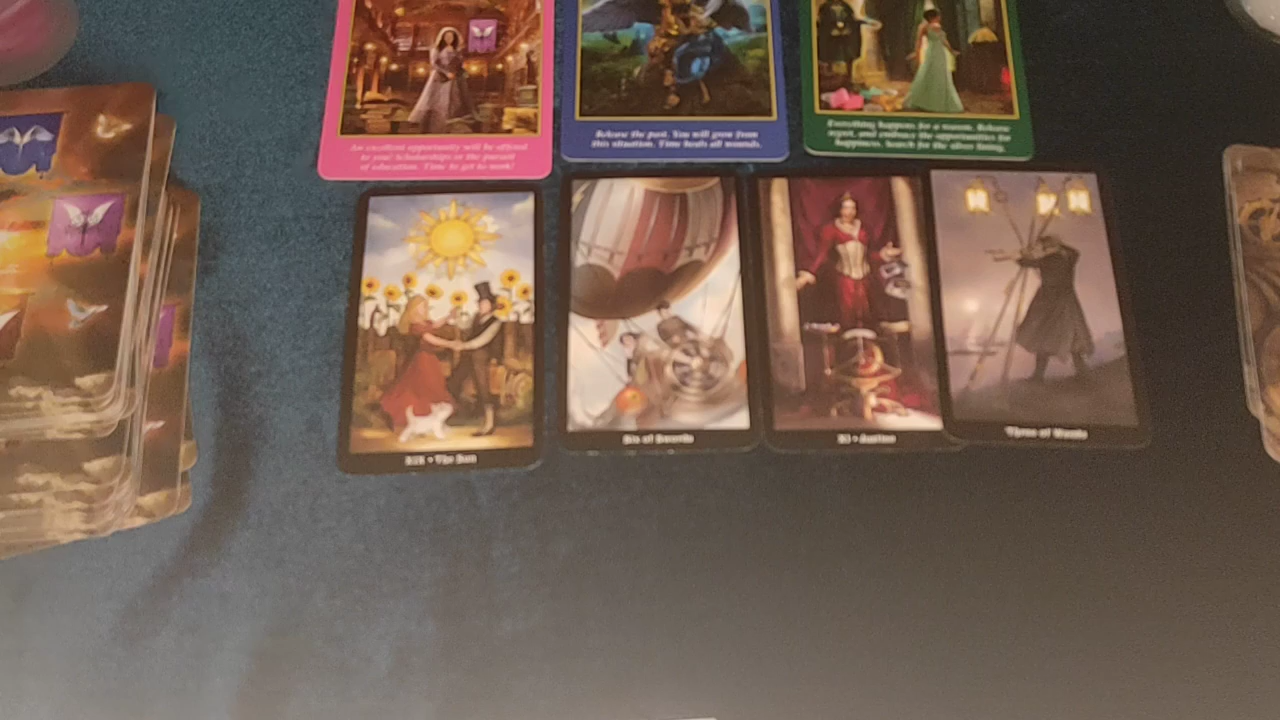 An excellent opportunity will be offered
to you! Scholarships or the pursuit
of education. Time to get to work!
Release the past. You will grow from
this situation. Time heals all wounds.
Everything happens for a reason. Release
regret, and embrace the opportunities for
happiness. Search for the silver lining.
XIX • The Sun
Six of Swords
XI • Justice
Three of Wands